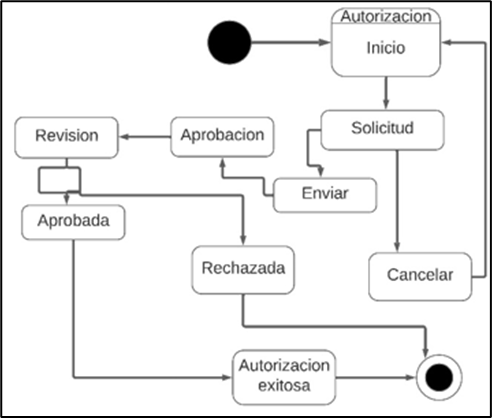 Autorizacion
Inicio
Solicitud
Aprobacion
Revision
Enviar
Aprobada
Rechazada
Cancelar
Autorizacion
exitosa